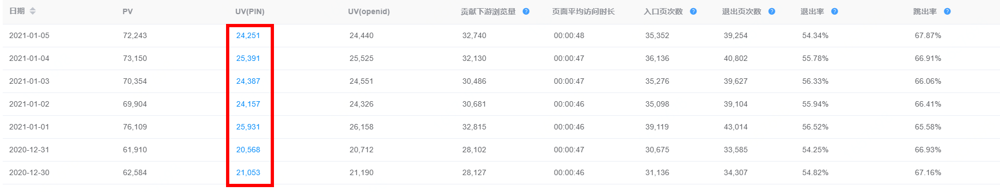 日期 PV UV(PIN) UV(openid) 贡献下游浏览量 ? 页面平均访问时长 入口页次数 ? 退出页次数 ? 退出率 ? 跳出率 ?
2021-01-05 72,243 24,251 24,440 32,740 00:00:48 35,352 39,254 54.34% 67.87%
2021-01-04 73,150 25,391 25,525 32,130 00:00:47 36,136 40,802 55.78% 66.91%
2021-01-03 70,354 24,387 24,551 30,486 00:00:47 35,276 39,627 56.33% 66.06%
2021-01-02 69,904 24,157 24,326 30,681 00:00:46 35,098 39,104 55.94% 66.41%
2021-01-01 76,109 25,931 26,158 32,815 00:00:46 39,119 43,014 56.52% 65.58%
2020-12-31 61,910 20,568 20,712 28,102 00:00:47 30,675 33,585 54.25% 66.93%
2020-12-30 62,584 21,053 21,190 28,127 00:00:46 31,136 34,307 54.82% 67.16%